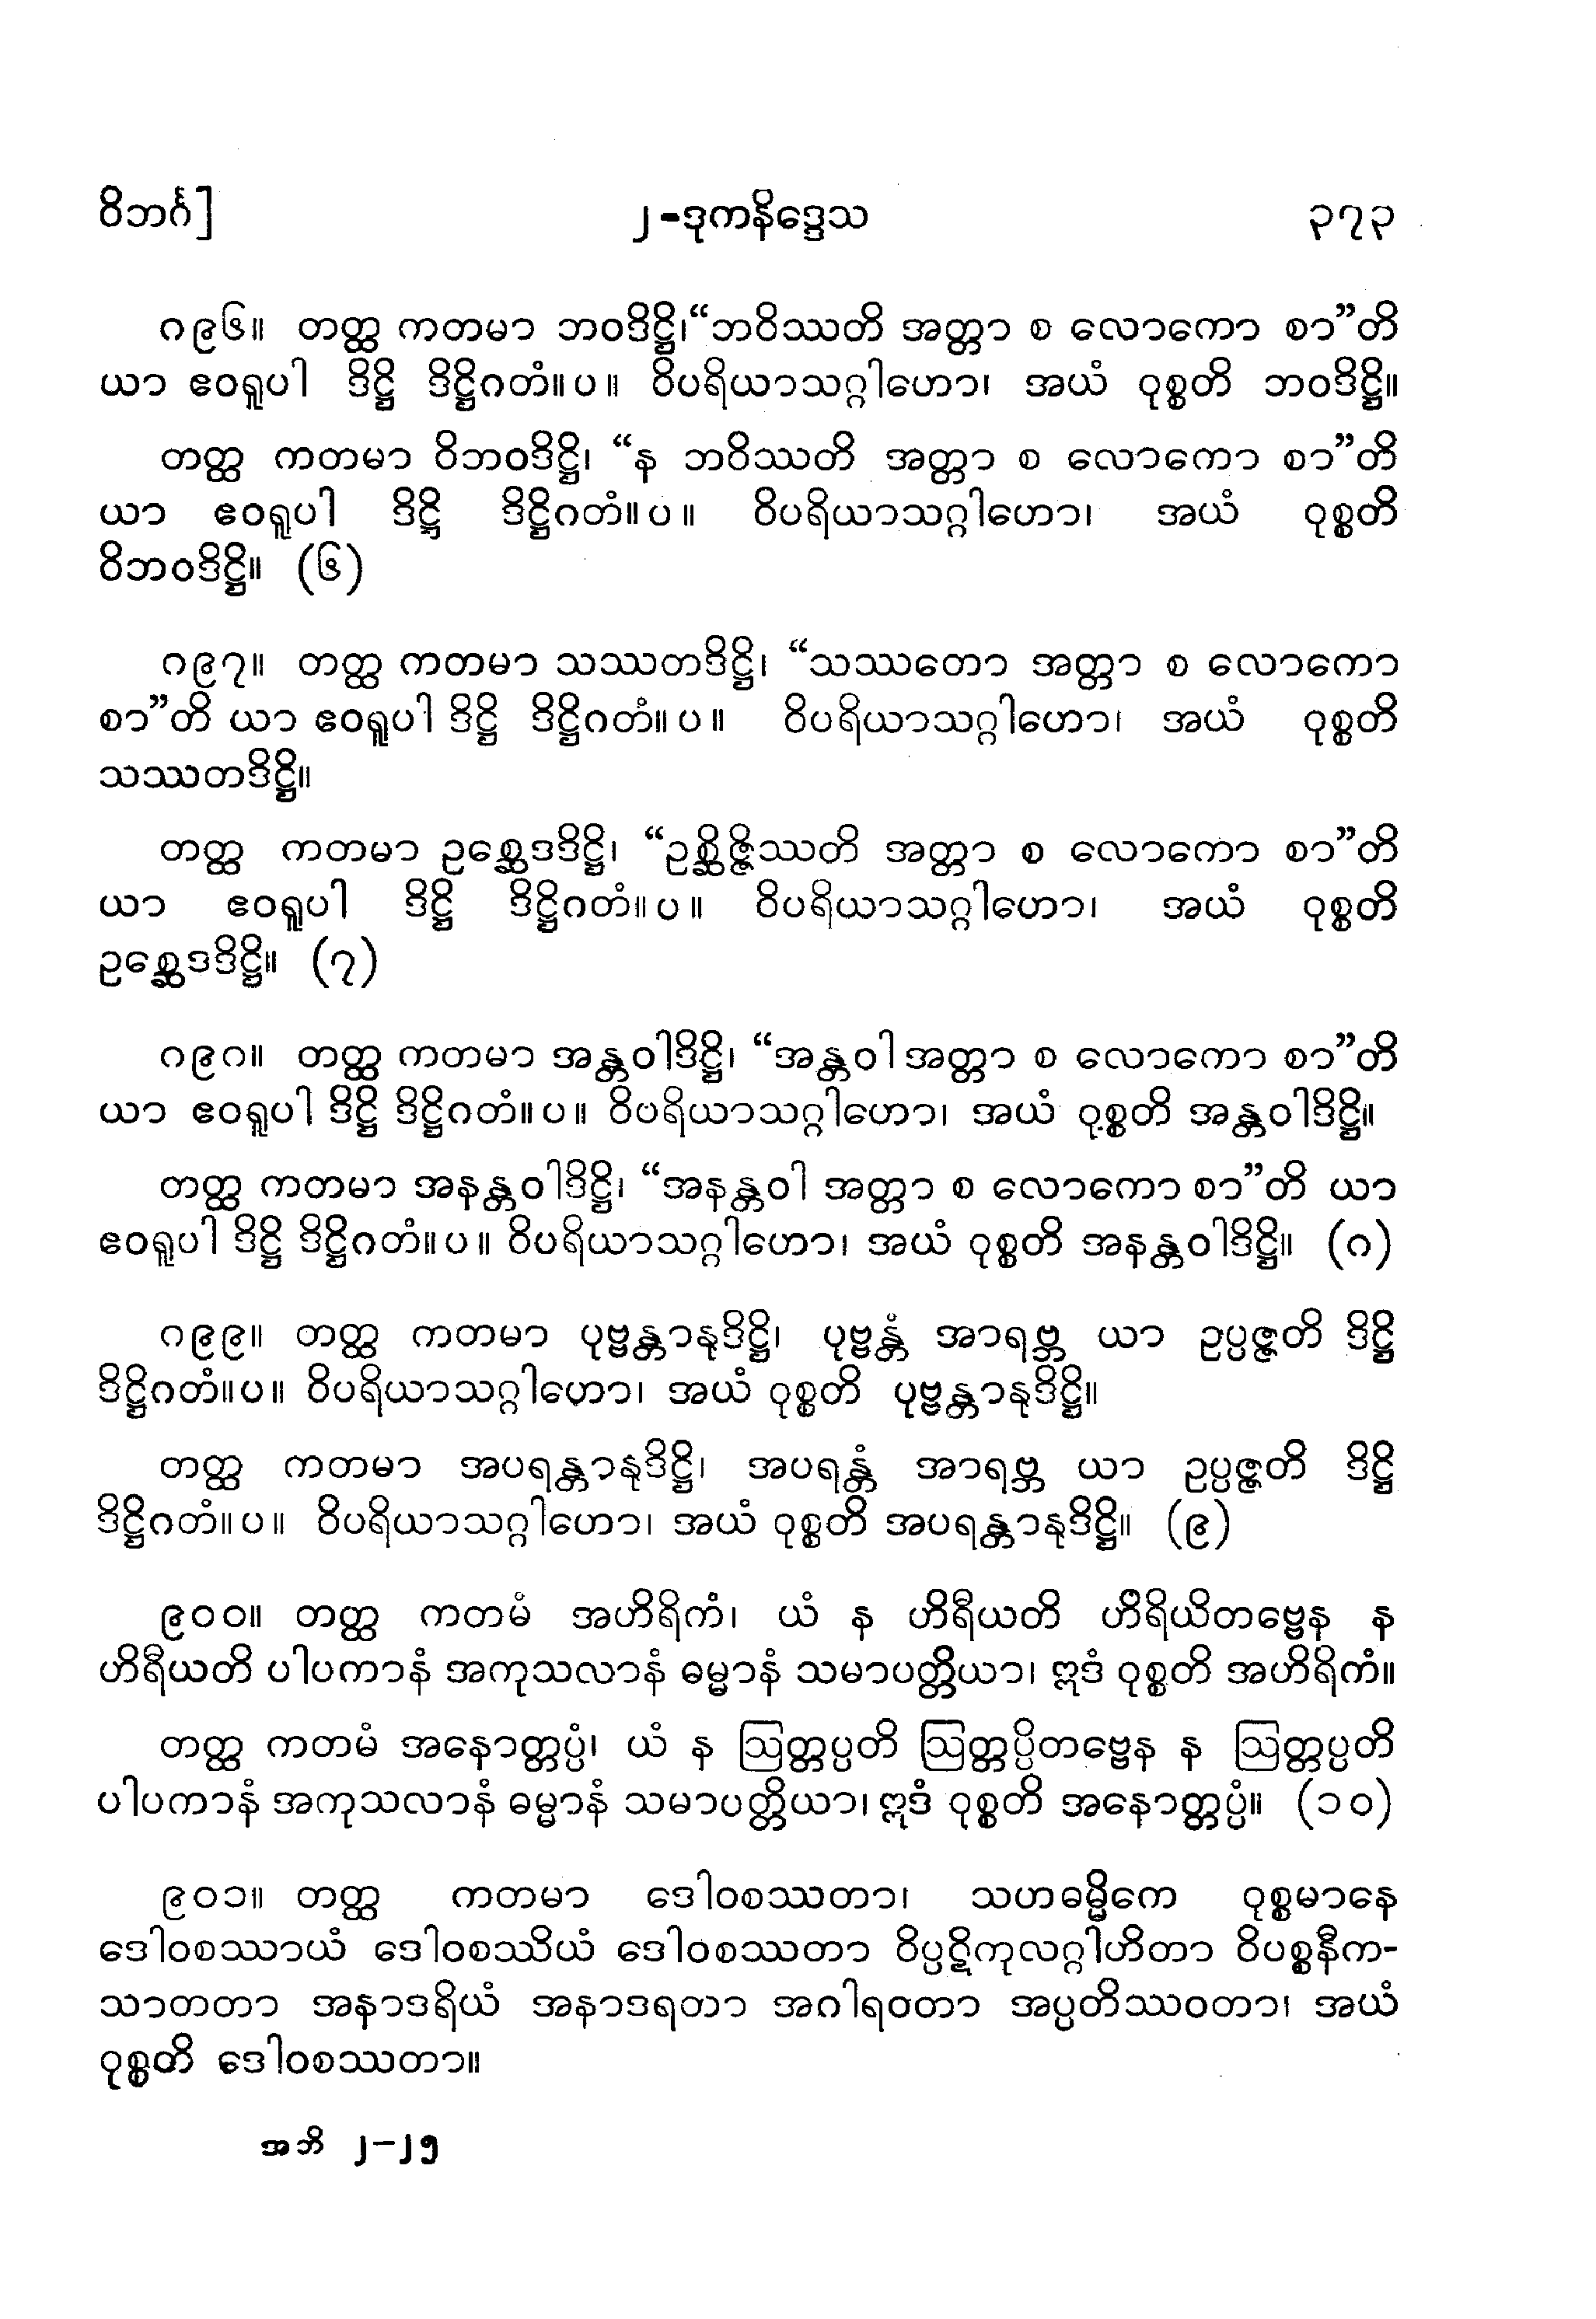 ဝိဘင်္ဂ]	၂-ဒုကနိဒ္ဒေသ	၃၇၃
၈၉၆။ တတ္ထ ကတမာ ဘဝဒိဋ္ဌိ၊ “ဘဝိဿတိ အတ္တာ စ လောကော စာ”တိ
ယာ ဧဝရူပါ ဒိဋ္ဌိ ဒိဋ္ဌိဂတံ။ပ။ ဝိပရိယာသဂ္ဂါဟော၊ အယံ ဝုစ္စတိ ဘဝဒိဋ္ဌိ။
တတ္ထ ကတမာ ဝိဘဝဒိဋ္ဌိ၊ “န ဘဝိဿတိ အတ္တာ စ လောကော စာ”တိ
ယာ ဧဝရူပါ ဒိဋ္ဌိ ဒိဋ္ဌိဂတံ။ပ။ ဝိပရိယာသဂ္ဂါဟော၊ အယံ ဝုစ္စတိ
ဝိဘဝဒိဋ္ဌိ။ (၆)
၈၉၇။ တတ္ထ ကတမာ သဿတဒိဋ္ဌိ၊ “သဿတော အတ္တာ စ လောကော
စာ”တိ ယာ ဧဝရူပါ ဒိဋ္ဌိ ဒိဋ္ဌိဂတံ။ပ။ ဝိပရိယာသဂ္ဂါဟော၊ အယံ ဝုစ္စတိ
သဿတဒိဋ္ဌိ။
တတ္ထ ကတမာ ဥစ္ဆေဒဒိဋ္ဌိ၊ “ဥစ္ဆိဇ္ဇိဿတိ အတ္တာ စ လောကော စာ”တိ
ယာ ဧဝရူပါ ဒိဋ္ဌိ ဒိဋ္ဌိဂတံ။ပ။ ဝိပရိယာသဂ္ဂါဟော၊ အယံ ဝုစ္စတိ
ဥစ္ဆေဒဒိဋ္ဌိ။ (၇)
၈၉၈။ တတ္ထ ကတမာ အန္တဝါဒိဋ္ဌိ၊ “အန္တဝါ အတ္တာ စ လောကော စာ”တိ
ယာ ဧဝရူပါ ဒိဋ္ဌိ ဒိဋ္ဌိဂတံ။ပ။ ဝိပရိယာသဂ္ဂါဟော၊ အယံ ဝုစ္စတိ အန္တဝါဒိဋ္ဌိ။
တတ္ထ ကတမာ အနန္တဝါဒိဋ္ဌိ၊ “အနန္တဝါ အတ္တာ စ လောကော စာ”တိ ယာ
ဧဝရူပါ ဒိဋ္ဌိ ဒိဋ္ဌိဂတံ။ပ။ ဝိပရိယာသဂ္ဂါဟော၊ အယံ ဝုစ္စတိ အနန္တဝါဒိဋ္ဌိ။ (၈)
၈၉၉။ တတ္ထ ကတမာ ပုဗ္ဗန္တာနုဒိဋ္ဌိ၊ ပုဗ္ဗန္တံ အာရဗ္ဘ ယာ ဥပ္ပဇ္ဇတိ ဒိဋ္ဌိ
ဒိဋ္ဌိဂတံ။ပ။ ဝိပရိယာသဂ္ဂါဟော၊ အယံ ဝုစ္စတိ ပုဗ္ဗန္တာနုဒိဋ္ဌိ။
တတ္ထ ကတမာ အပရန္တာနုဒိဋ္ဌိ၊ အပရန္တံ အာရဗ္ဘ ယာ ဥပ္ပဇ္ဇတိ ဒိဋ္ဌိ
ဒိဋ္ဌိဂတံ။ပ။ ဝိပရိယာသဂ္ဂါဟော၊ အယံ ဝုစ္စတိ အပရန္တာနုဒိဋ္ဌိ။ (၉)
၉၀၀။ တတ္ထ ကတမံ အဟိရိကံ၊ ယံ န ဟိရီယတိ ဟိရိယိတဗ္ဗေန န
ဟိရီယတိ ပါပကာနံ အကုသလာနံ ဓမ္မာနံ သမာပတ္တိယာ၊ ဣဒံ ဝုစ္စတိ အဟိရိကံ။
တတ္ထ ကတမံ အနောတ္တပ္ပံ၊ ယံ န ဩတ္တပ္ပတိ ဩတ္တပ္ပိတဗ္ဗေန န ဩတ္တပ္ပတိ
ပါပကာနံ အကုသလာနံ ဓမ္မာနံ သမာပတ္တိယာ၊ ဣဒံ ဝုစ္စတိ အနောတ္တပ္ပံ။ (၁၀)
၉၀၁။ တတ္ထ ကတမာ ဒေါဝစဿတာ၊ သဟဓမ္မိကေ ဝုစ္စမာနေ
ဒေါဝစဿာယံ ဒေါဝစဿိယံ ဒေါဝစဿတာ ဝိပ္ပဋိကုလဂ္ဂါဟိတာ ဝိပစ္စနီက-
သာတတာ အနာဒရိယံ အနာဒရတာ အဂါရဝတာ အပ္ပတိဿဝတာ၊ အယံ
ဝုစ္စတိ ဒေါဝစဿတာ။
အဘိ ၂-၂၅